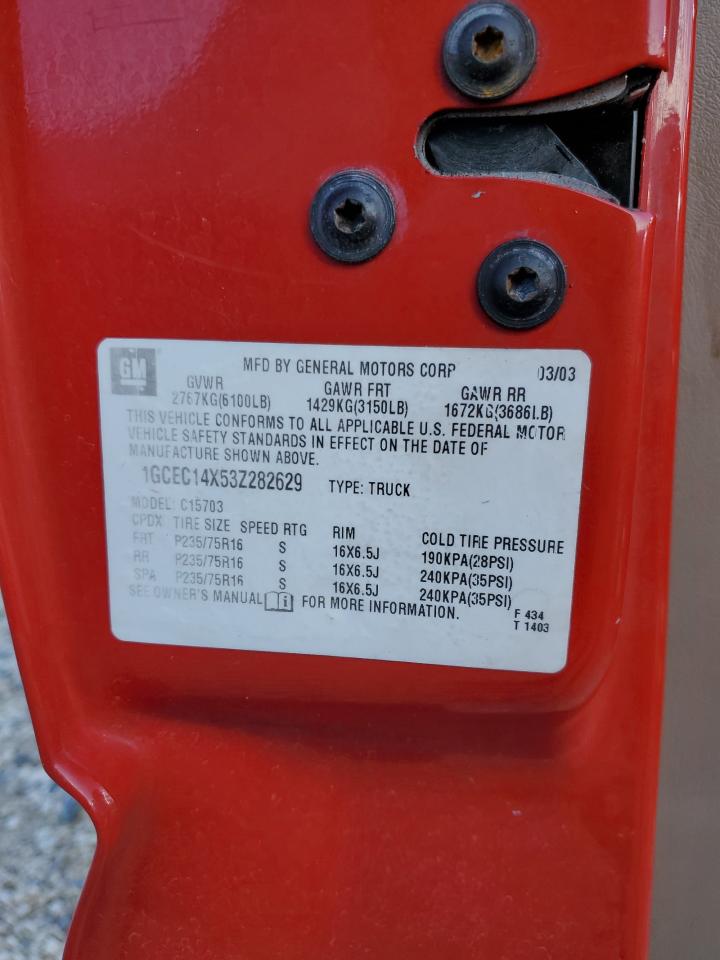 GM
MFD BY GENERAL MOTORS CORP 03/03
GVWR GAWR FRT GAWR RR
2767KG(6100LB) 1429KG(3150LB) 1672KG(3686LB)
THIS VEHICLE CONFORMS TO ALL APPLICABLE U.S. FEDERAL MOTOR
VEHICLE SAFETY STANDARDS IN EFFECT ON THE DATE OF
MANUFACTURE SHOWN ABOVE.
1GCEC14X53Z282629 TYPE: TRUCK
MODEL: C15703
CPDX TIRE SIZE SPEED RTG RIM COLD TIRE PRESSURE
FRT P235/75R16 S 16X6.5J 190KPA(28PSI)
RR P235/75R16 S 16X6.5J 240KPA(35PSI)
SPA P235/75R16 S 16X6.5J 240KPA(35PSI)
SEE OWNER'S MANUAL i FOR MORE INFORMATION.
F 434
T 1403